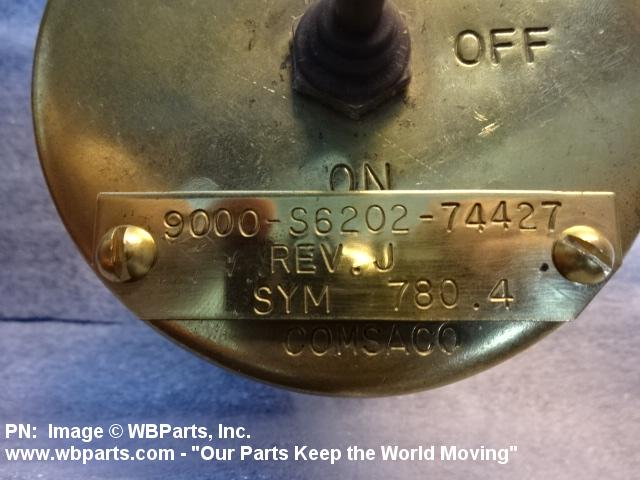 OFF
ON
9000-S6202-74427
REV. J
SYM 780.4
COMSACO
PN: Image © WBParts, Inc.
www.wbparts.com - "Our Parts Keep the World Moving"